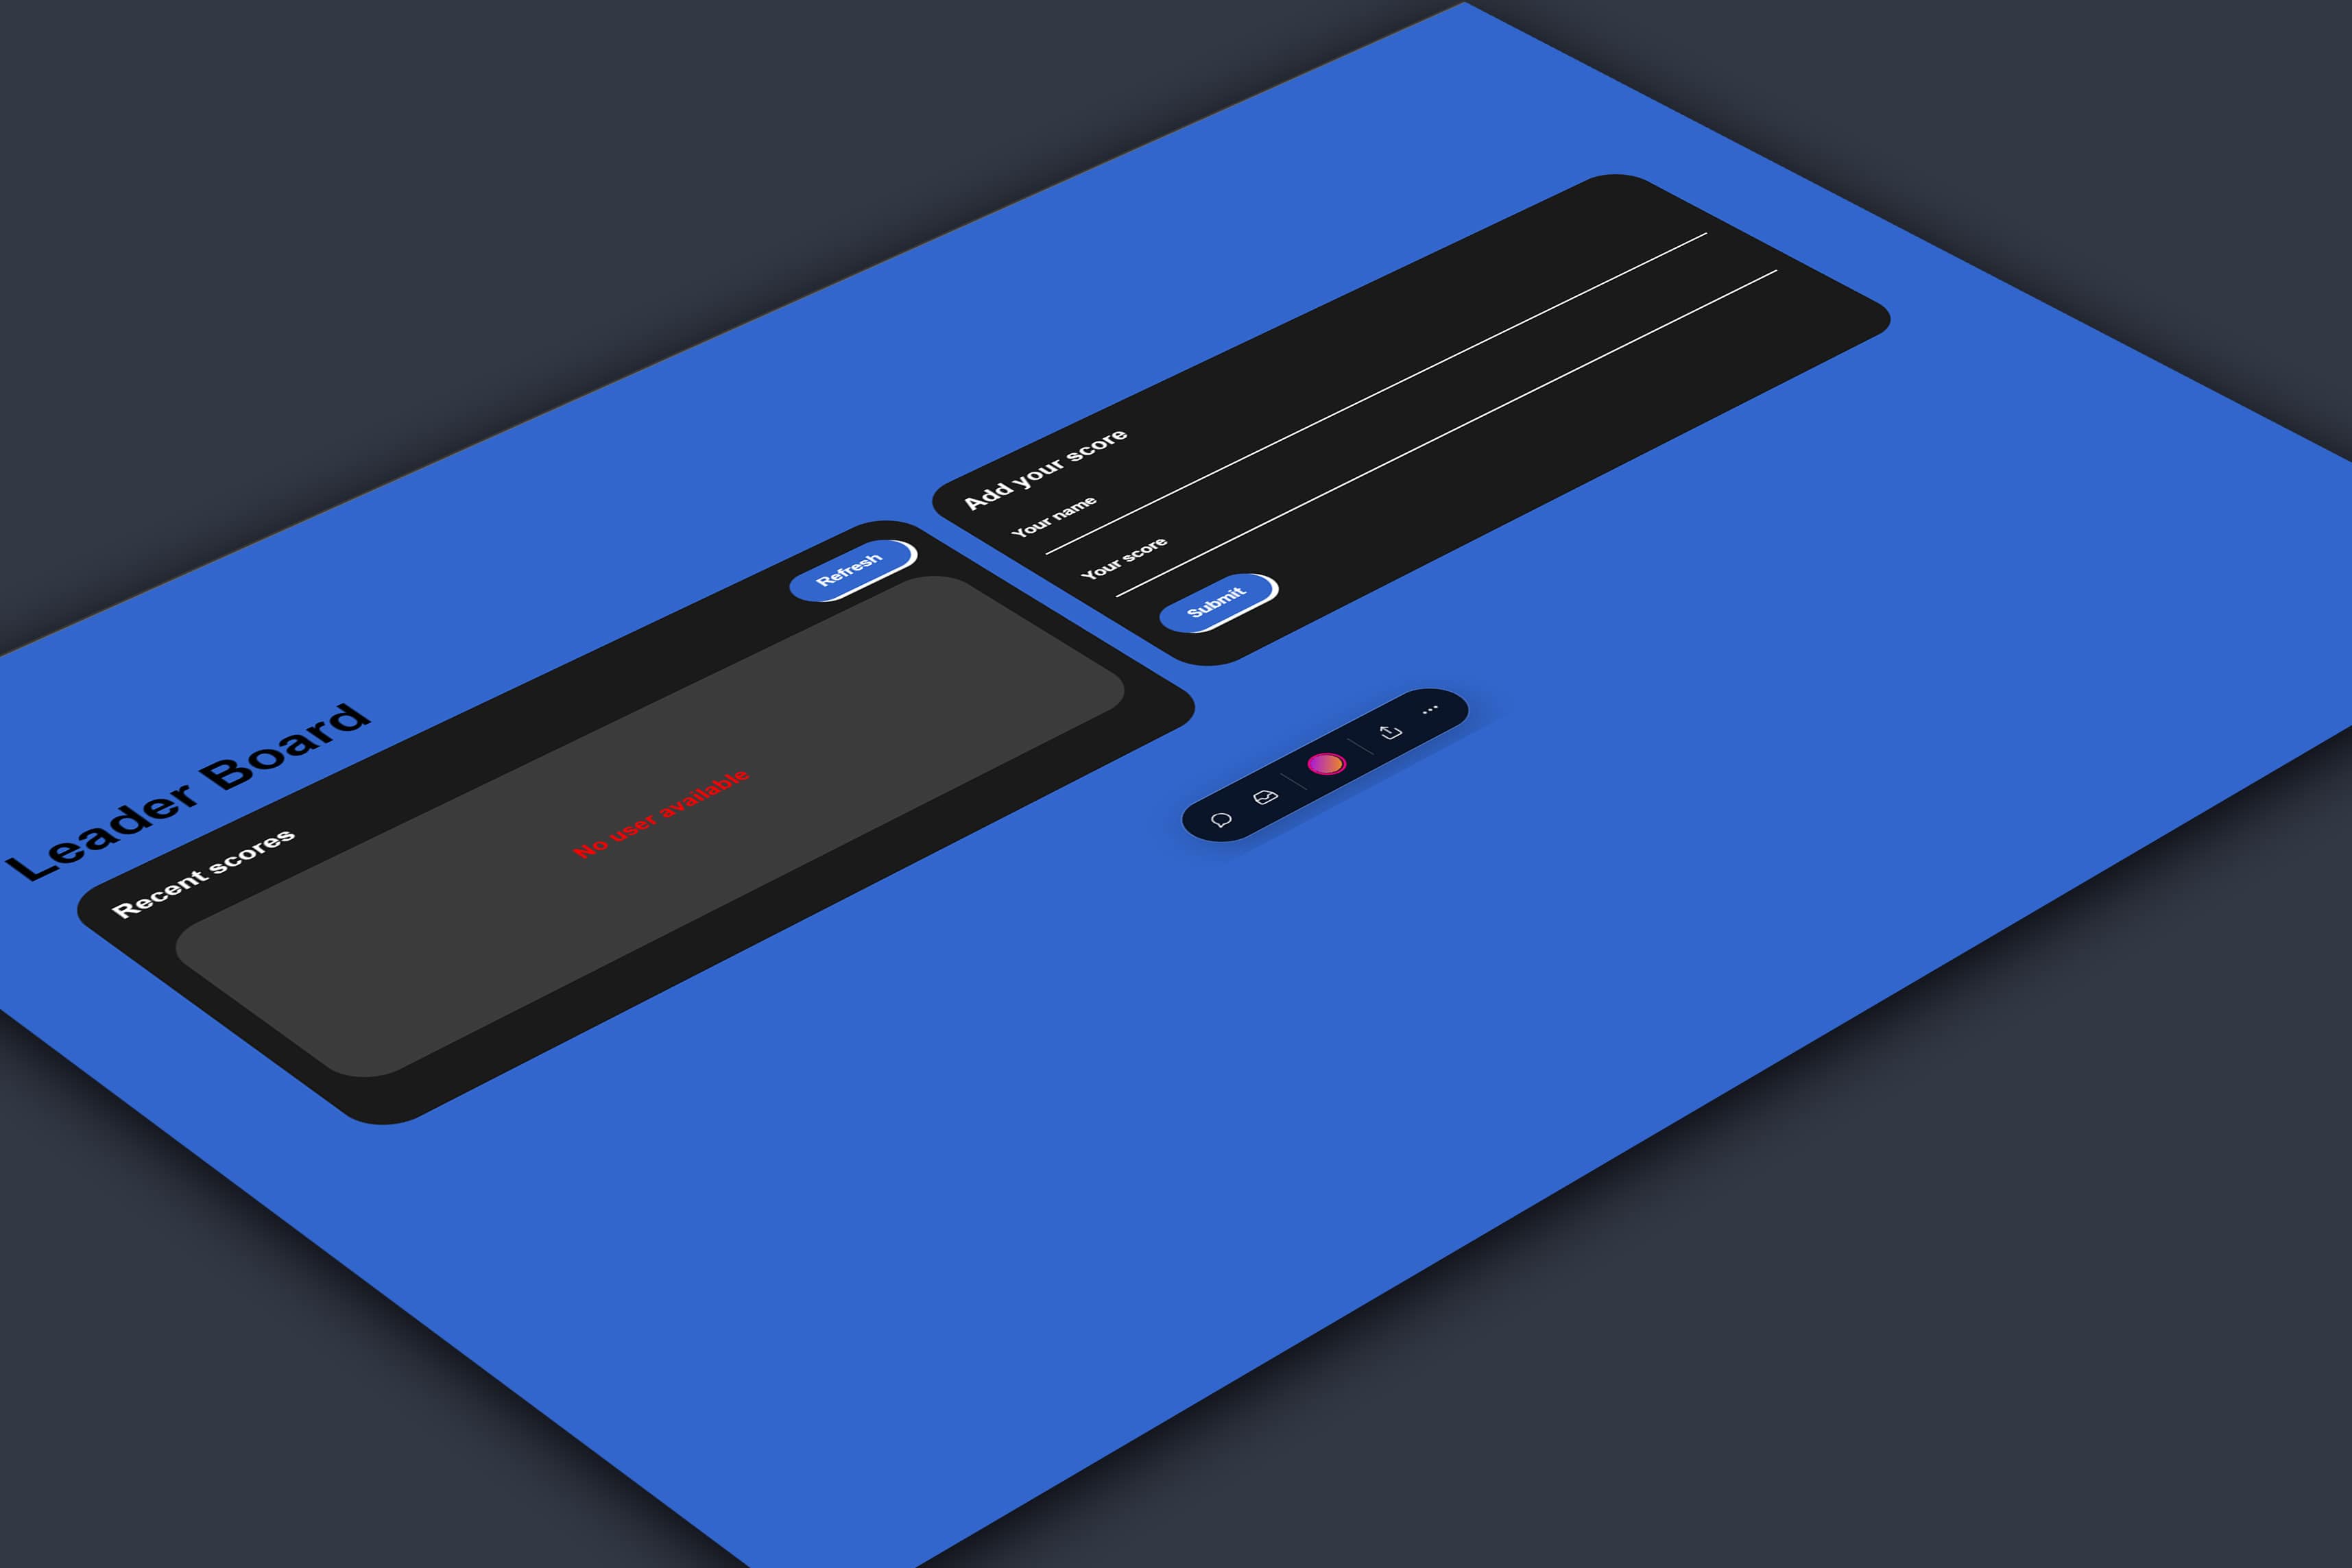 Leader Board
Recent scores
Refresh
No user available
Add your score
Your name
Your score
Submit